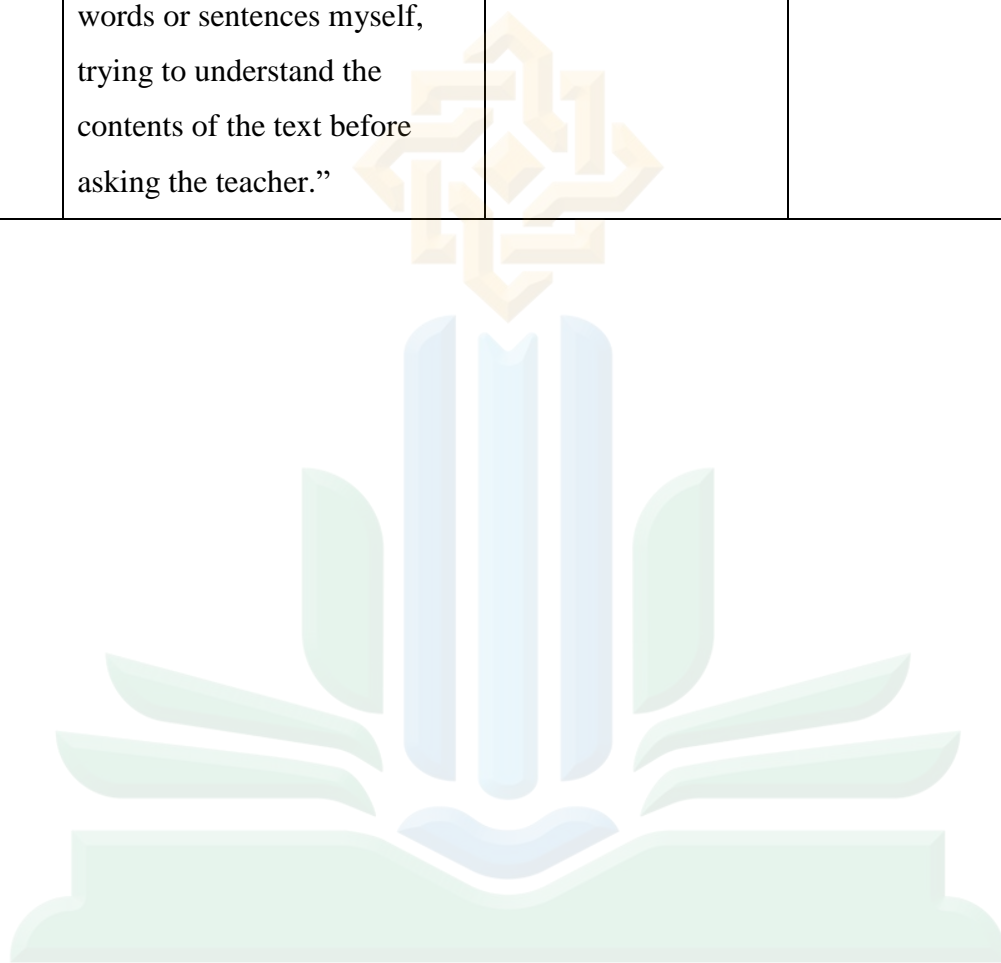 words or sentences myself,
trying to understand the
contents of the text before
asking the teacher.”